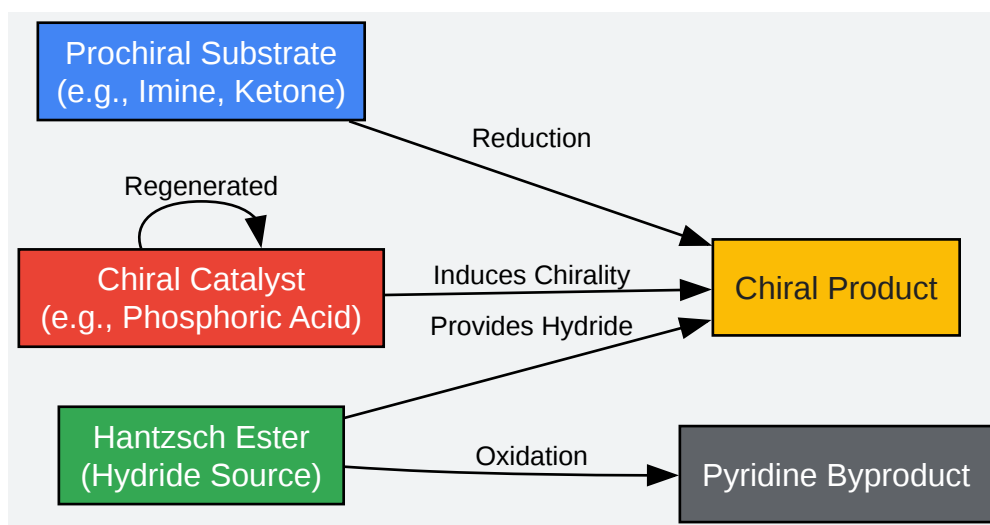 Prochiral Substrate
(e.g., Imine, Ketone)
Reduction
Regenerated
Chiral Catalyst
(e.g., Phosphoric Acid)
Induces Chirality
Chiral Product
Provides Hydride
Hantzsch Ester
(Hydride Source)
Oxidation
Pyridine Byproduct